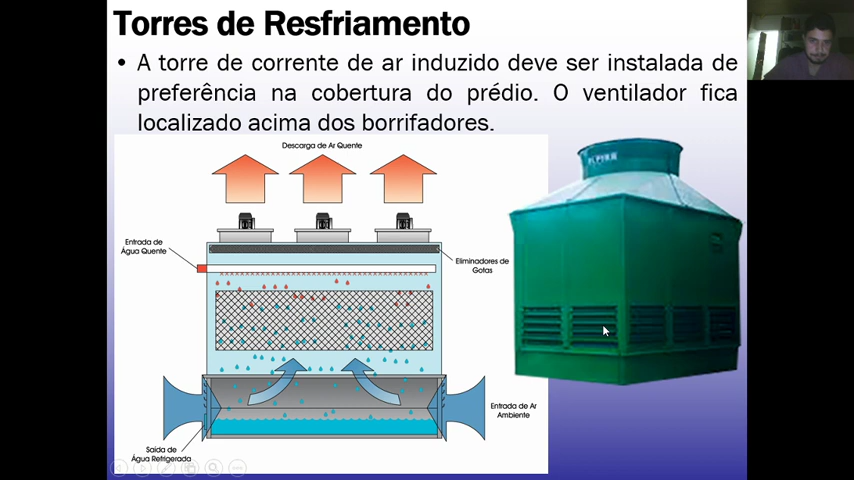 Torres de Resfriamento
• A torre de corrente de ar induzido deve ser instalada de
preferência na cobertura do prédio. O ventilador fica
localizado acima dos borrifadores.
Descarga de Ar Quente
Entrada de
Água Quente
Eliminadores de
Gotas
Entrada de Ar
Ambiente
Saída de
Água Refrigerada